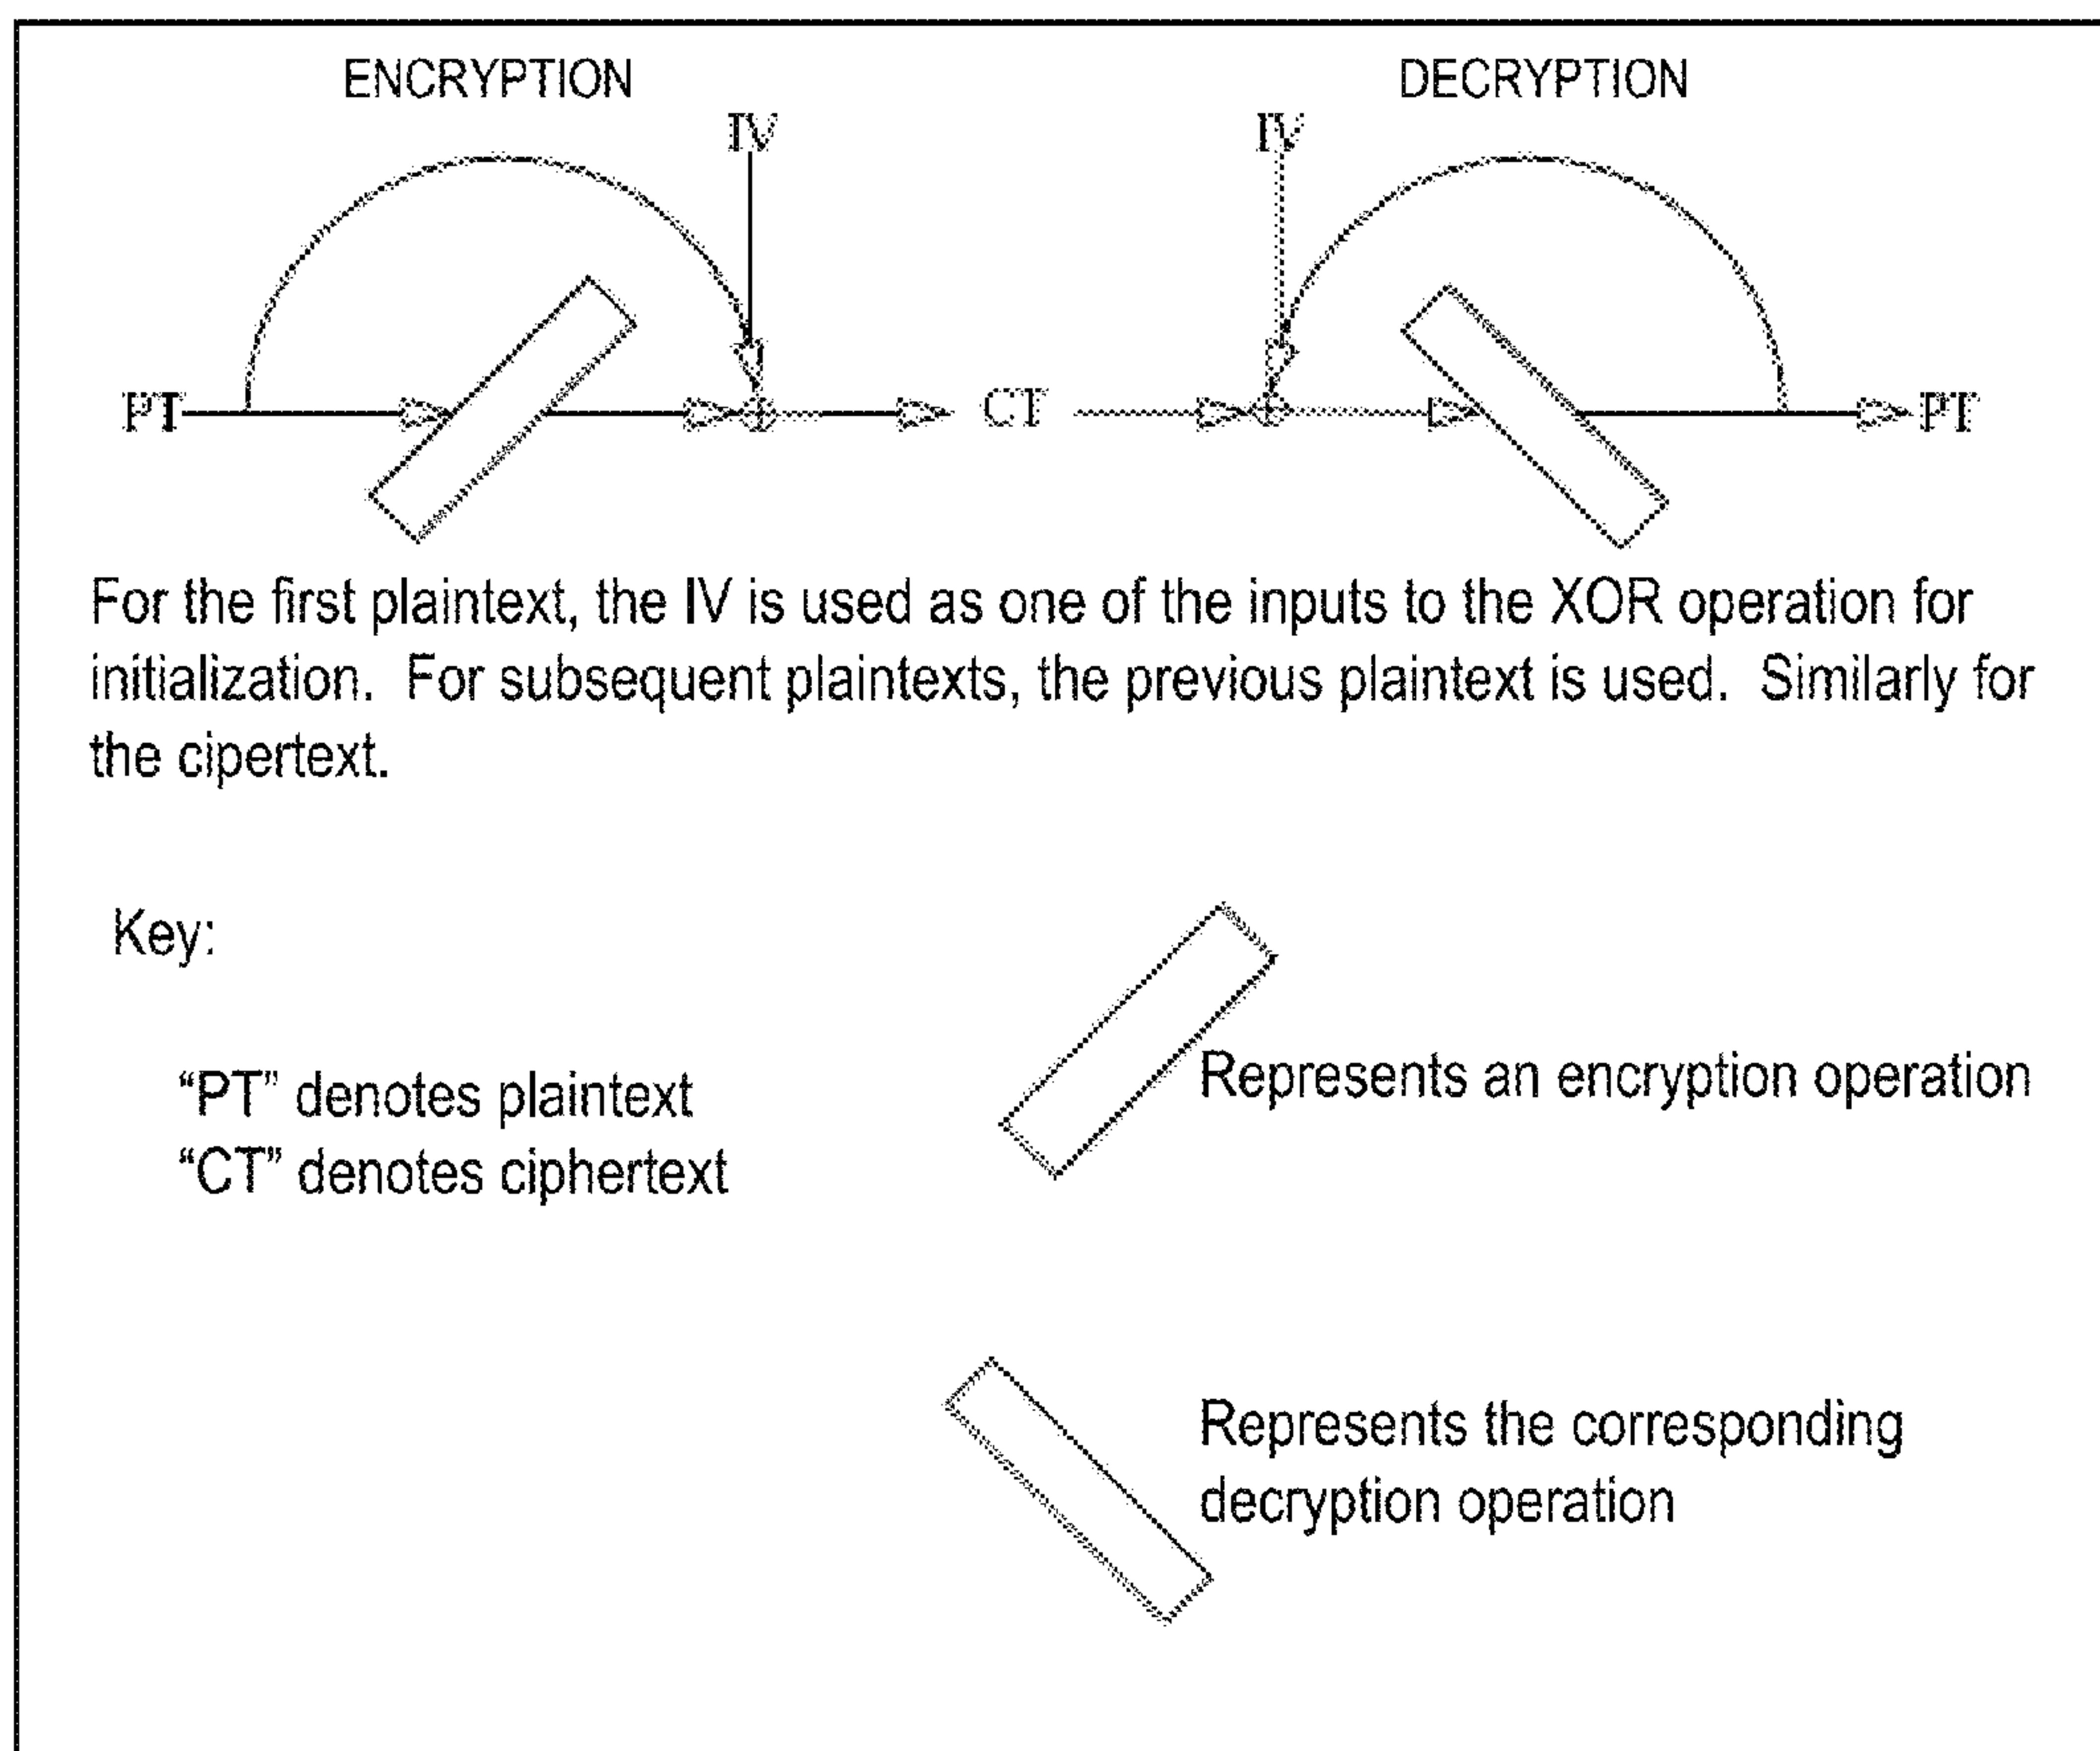 ENCRYPTION
DECRYPTION
IV
IV
PT
CT
PT
For the first plaintext, the IV is used as one of the inputs to the XOR operation for
initialization. For subsequent plaintexts, the previous plaintext is used. Similarly for
the cipertext.
Key:
“PT” denotes plaintext
“CT” denotes ciphertext
Represents an encryption operation
Represents the corresponding
decryption operation